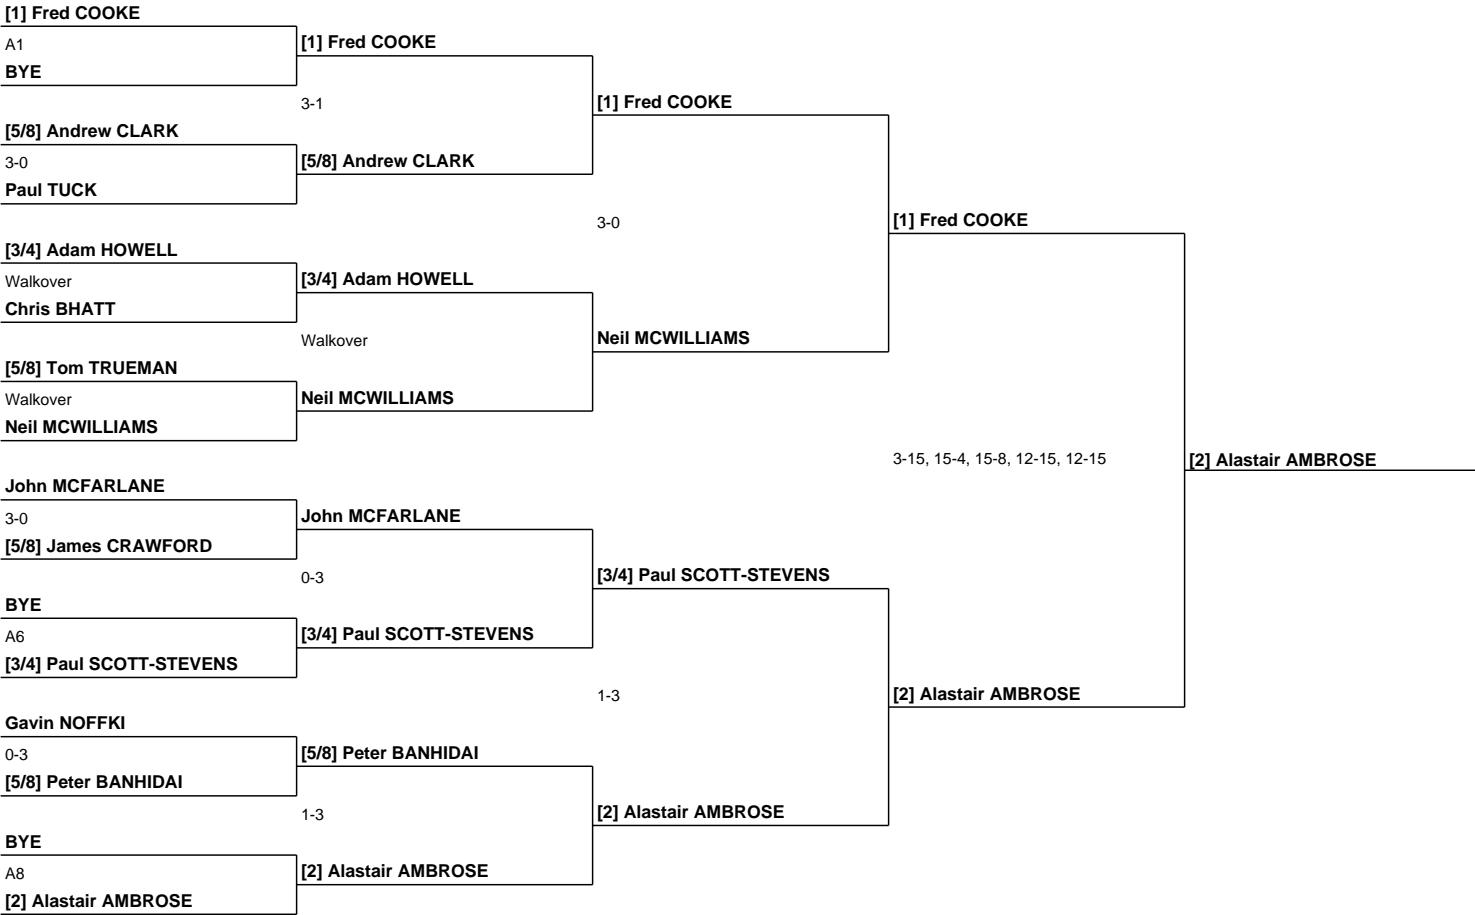 [1] Fred COOKE
A1
BYE
[5/8] Andrew CLARK
3-0
Paul TUCK
[3/4] Adam HOWELL
Walkover
Chris BHATT
[5/8] Tom TRUEMAN
Walkover
Neil MCWILLIAMS
John MCFARLANE
3-0
[5/8] James CRAWFORD
BYE
A6
[3/4] Paul SCOTT-STEVENS
Gavin NOFFKI
0-3
[5/8] Peter BANHIDAI
BYE
A8
[2] Alastair AMBROSE
[1] Fred COOKE
3-1
[5/8] Andrew CLARK
[3/4] Adam HOWELL
Walkover
Neil MCWILLIAMS
John MCFARLANE
0-3
[3/4] Paul SCOTT-STEVENS
[5/8] Peter BANHIDAI
1-3
[2] Alastair AMBROSE
[1] Fred COOKE
3-0
Neil MCWILLIAMS
[3/4] Paul SCOTT-STEVENS
1-3
[2] Alastair AMBROSE
[1] Fred COOKE
3-15, 15-4, 15-8, 12-15, 12-15
[2] Alastair AMBROSE
[2] Alastair AMBROSE